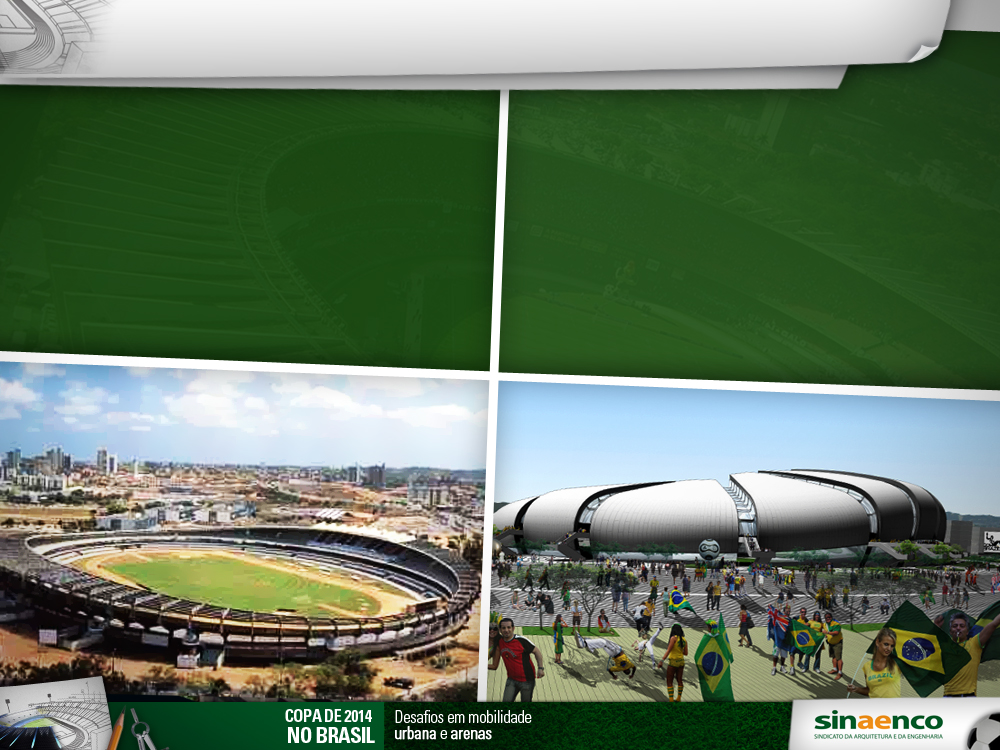 COPA DE 2014
NO BRASIL
Desafios em mobilidade
urbana e arenas
sinaenco
SINDICATO DA ARQUITETURA E DA ENGENHARIA